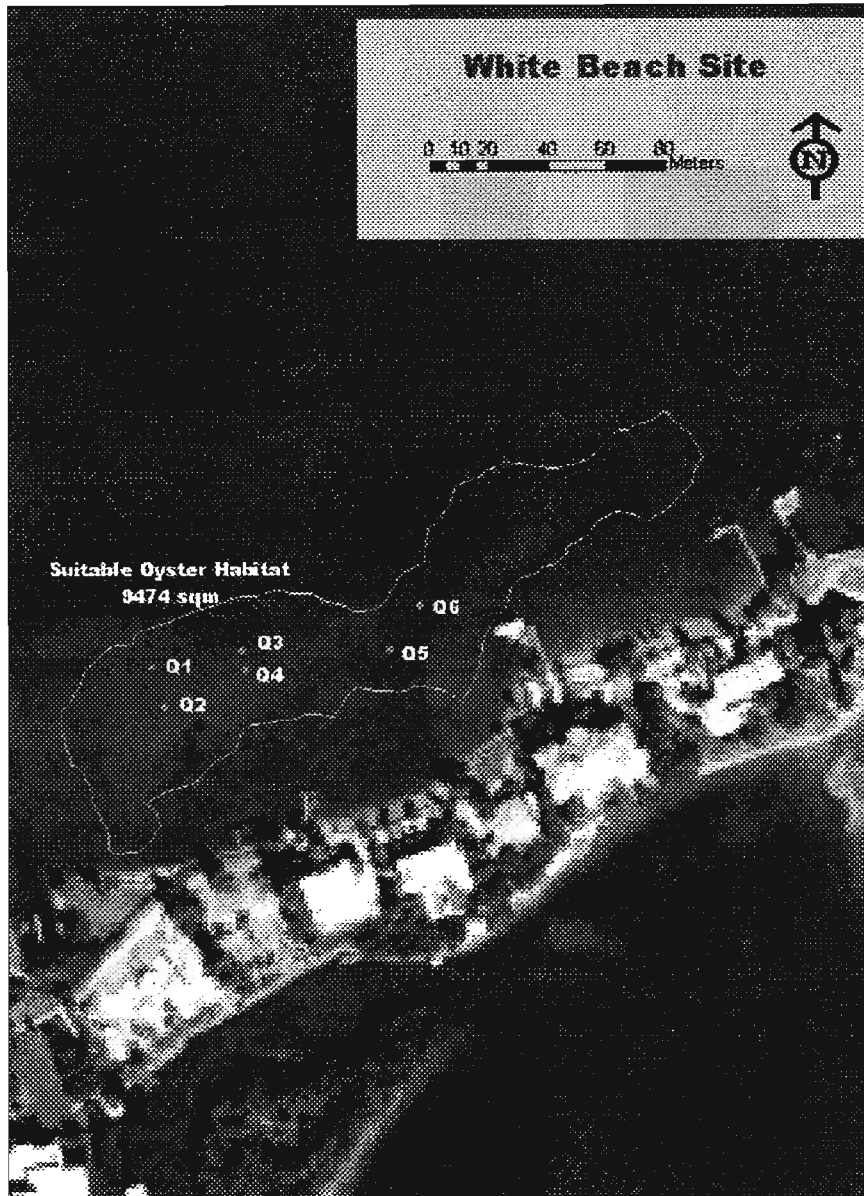 White Beach Site
0 10 20 40 60 80
Meters
N
Suitable Oyster Habitat
9474 sqm
Q6
Q3
Q5
Q1
Q4
Q2